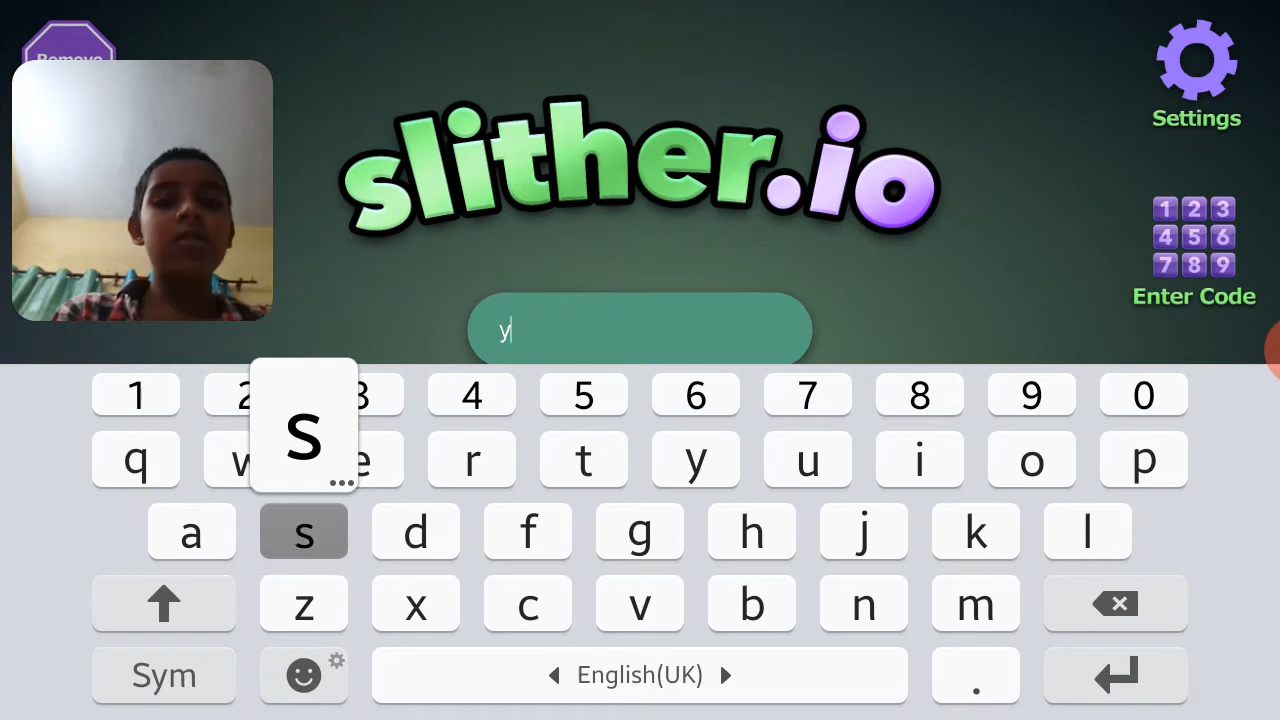 Remove
slither.io
Settings
1 2 3
4 5 6
7 8 9
Enter Code
y
1 2 3 4 5 6 7 8 9 0
s
q w e r t y u i o p
a s d f g h j k l
z x c v b n m
Sym English(UK) .